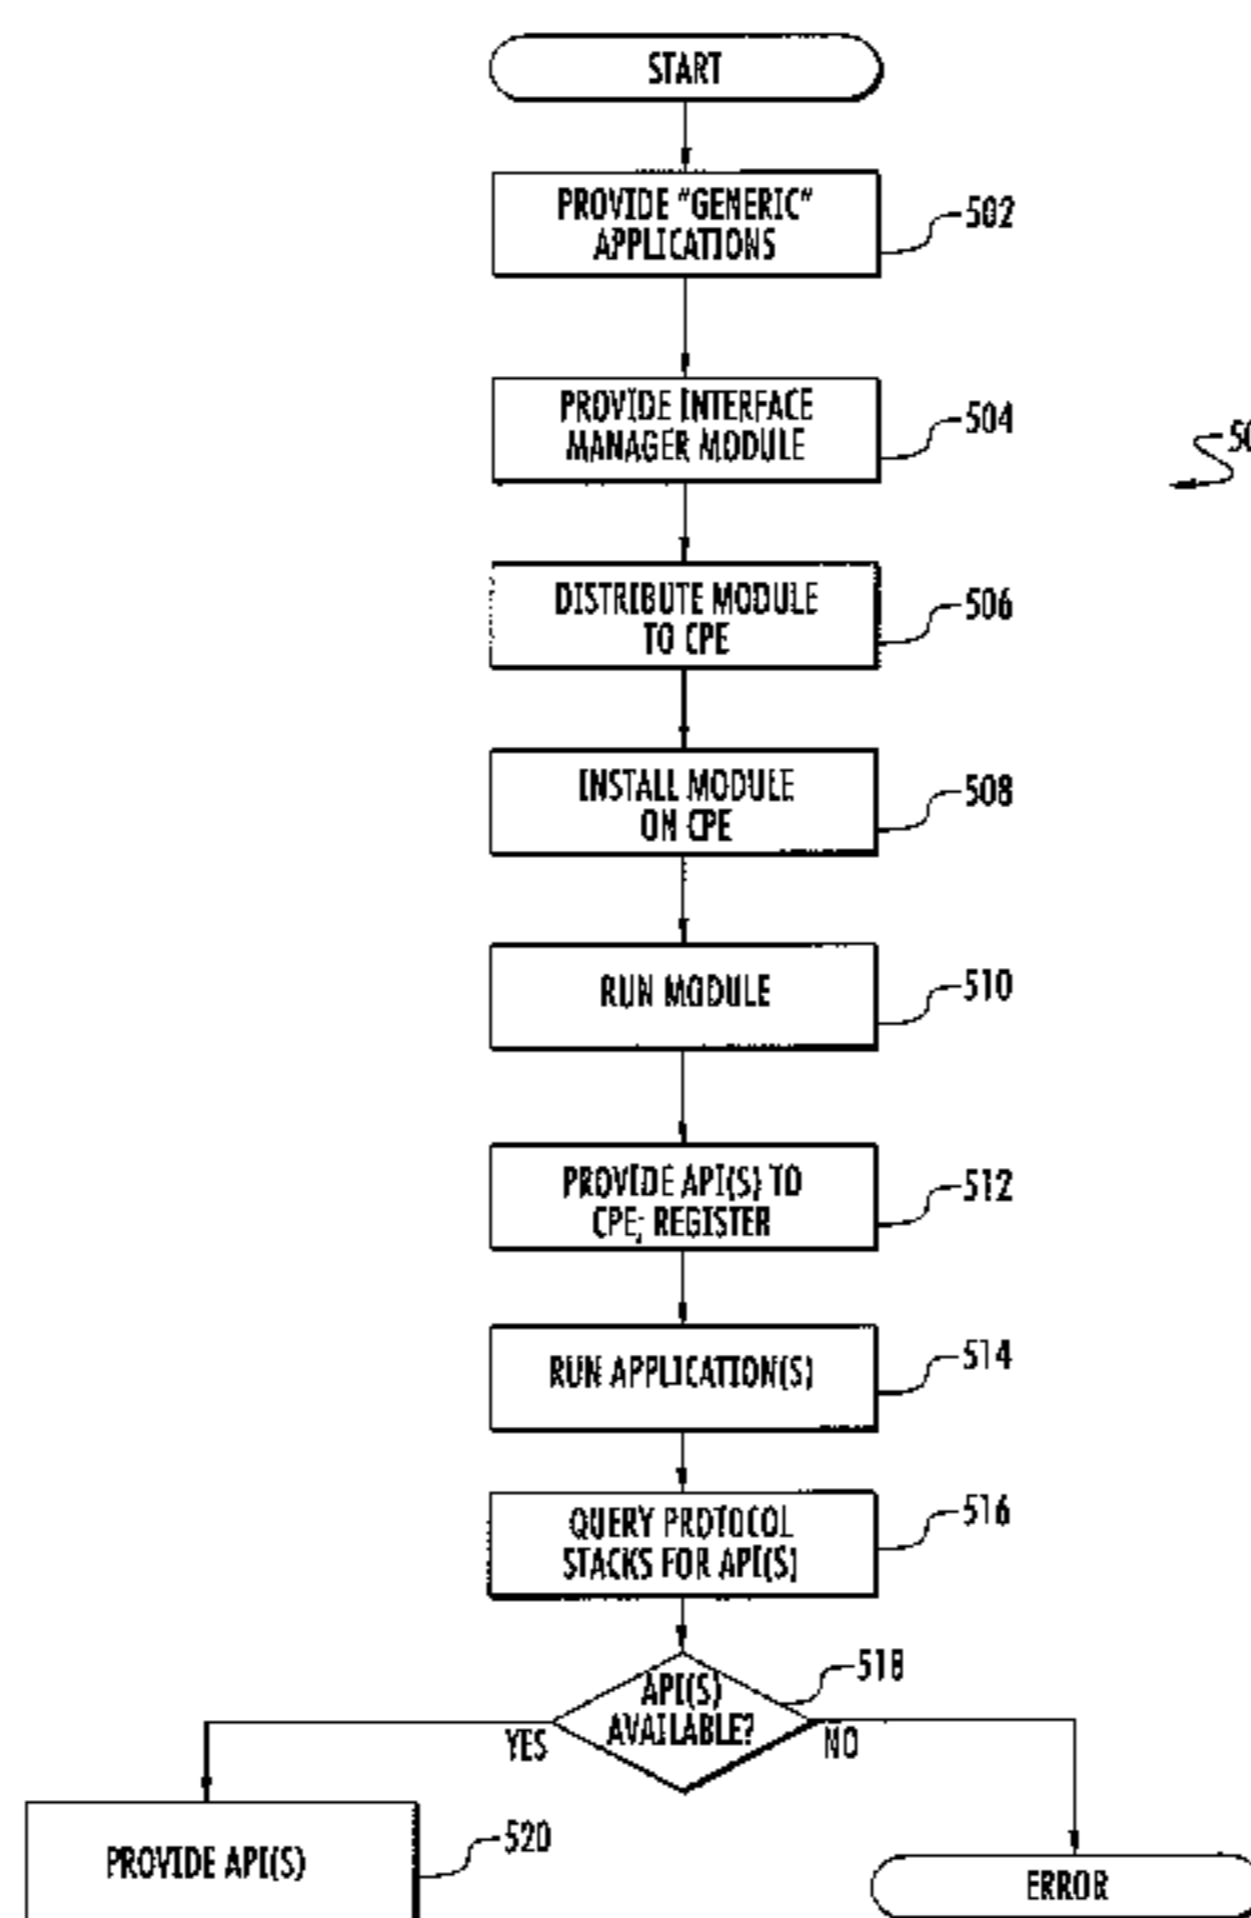 START
PROVIDE "GENERIC"
APPLICATIONS
502
PROVIDE INTERFACE
MANAGER MODULE
504
DISTRIBUTE MODULE
TO CPE
506
INSTALL MODULE
ON CPE
508
RUN MODULE
510
PROVIDE API(S) TO
CPE; REGISTER
512
RUN APPLICATION(S)
514
QUERY PROTOCOL
STACKS FOR API(S)
516
API(S)
AVAILABLE?
518
YES
NO
PROVIDE API(S)
520
ERROR